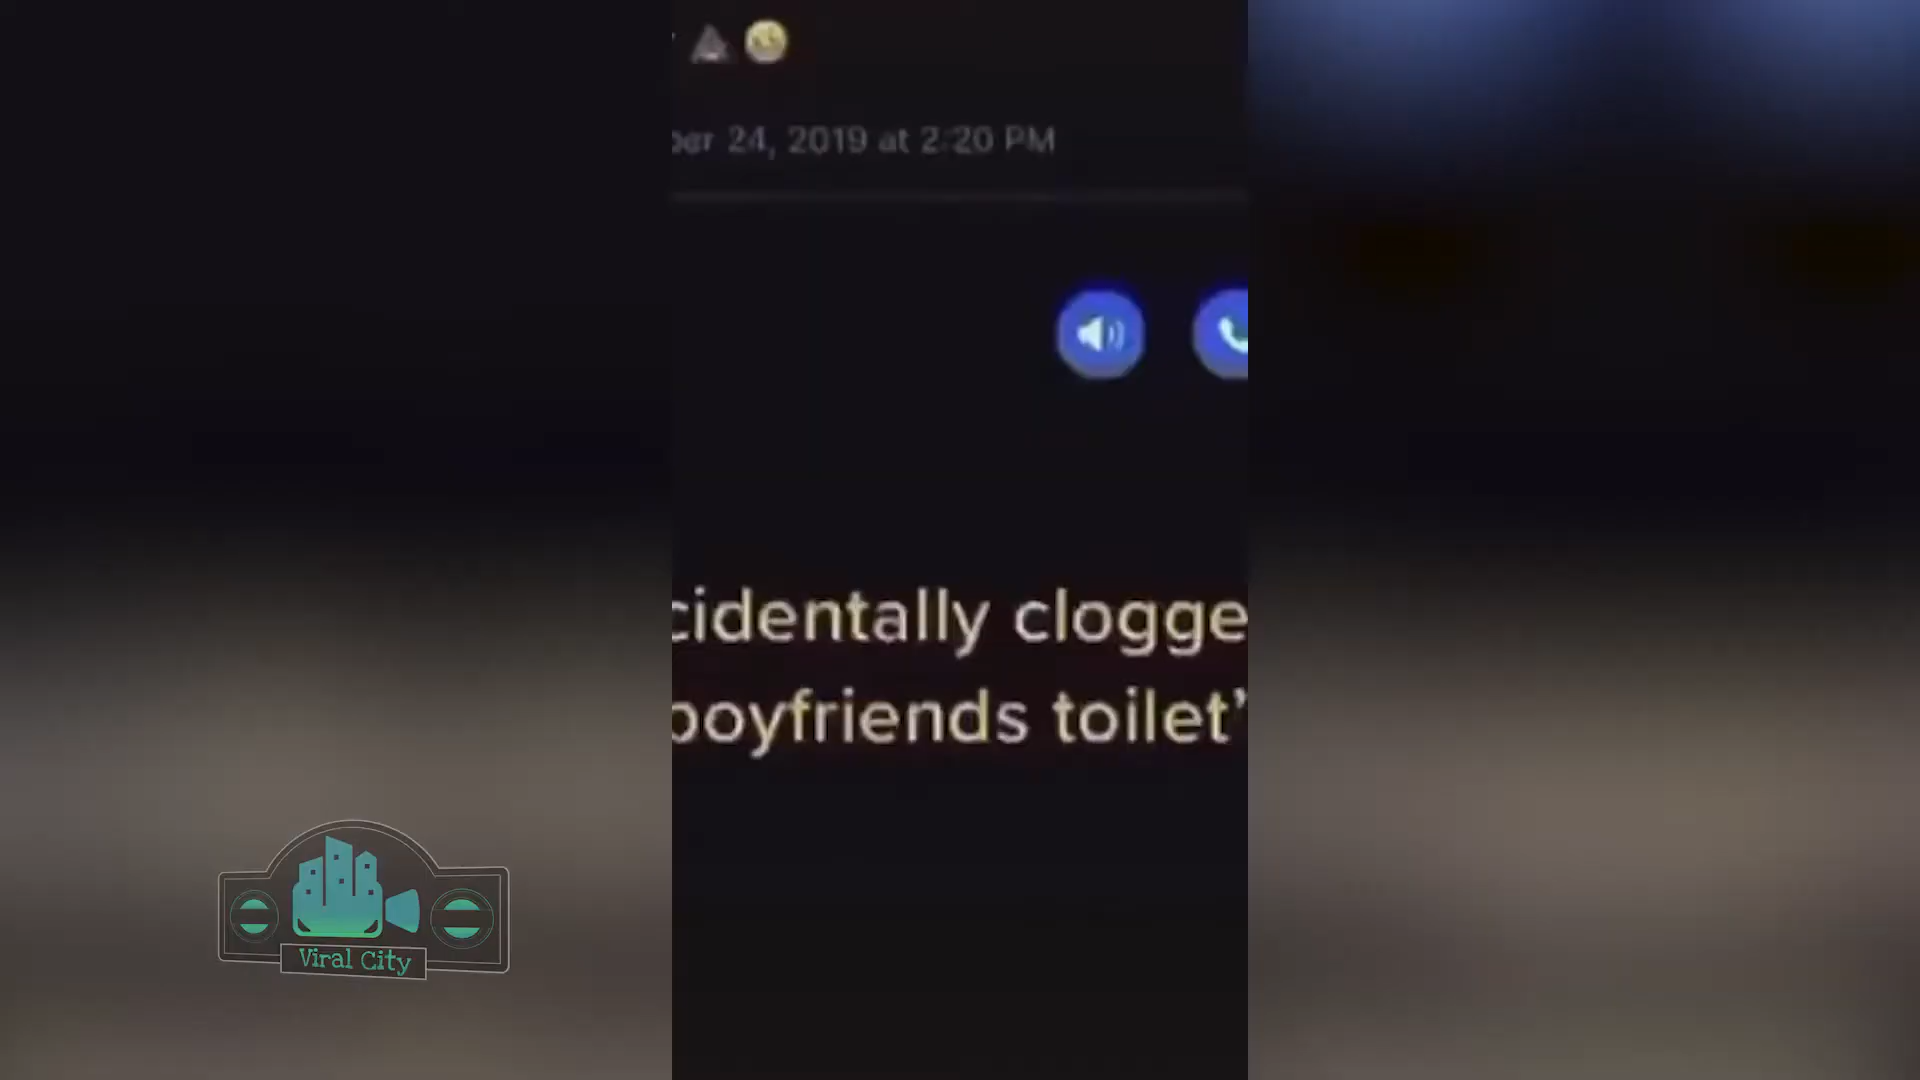 ber 24, 2019 at 2:20 PM
cidentally clogge
boyfriends toilet"
Viral City